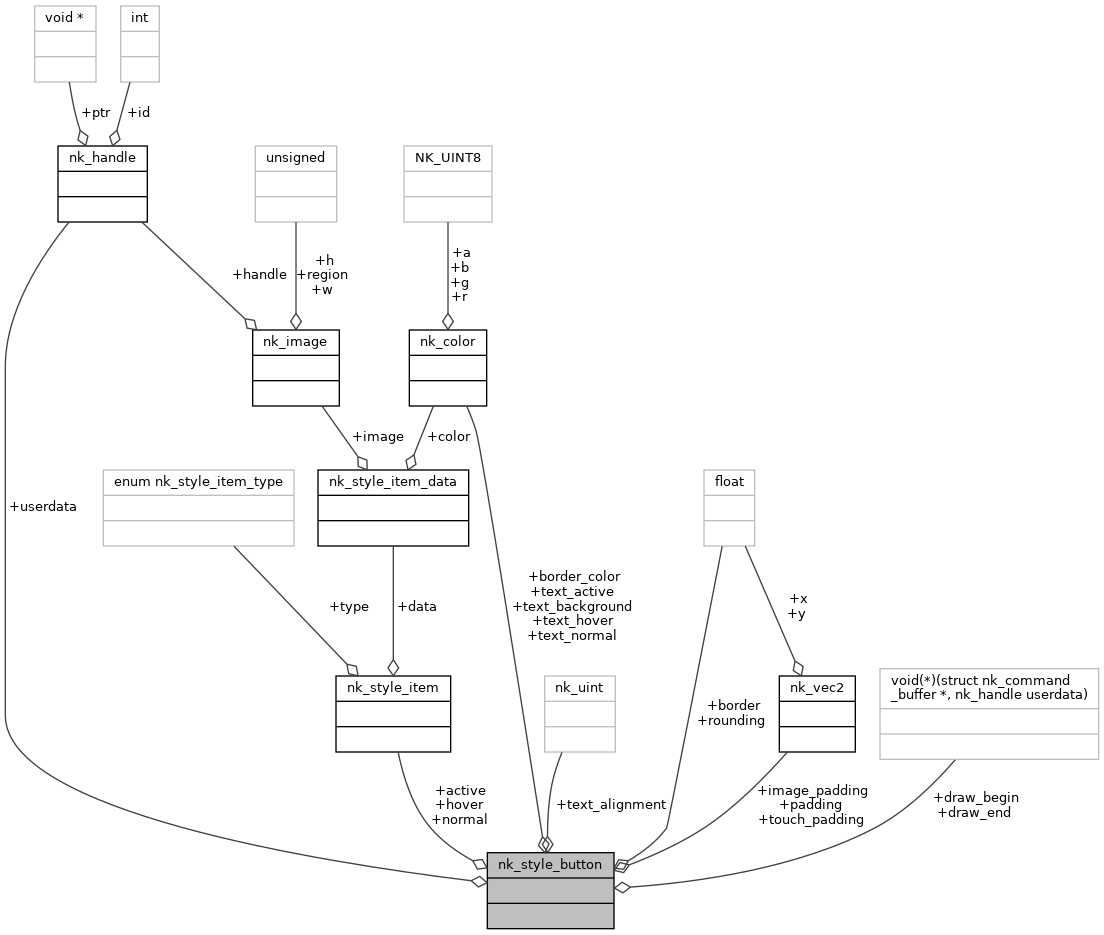 void *
int
+ptr
+id
nk_handle
unsigned
NK_UINT8
+handle
+h
+region
+w
+a
+b
+g
+r
nk_image
nk_color
+image
+color
enum nk_style_item_type
nk_style_item_data
float
+userdata
+type
+data
+border_color
+text_active
+text_background
+text_hover
+text_normal
+x
+y
nk_style_item
nk_uint
nk_vec2
void(*)(struct nk_command
_buffer *, nk_handle userdata)
+border
+rounding
+active
+hover
+normal
+text_alignment
+image_padding
+padding
+touch_padding
+draw_begin
+draw_end
nk_style_button